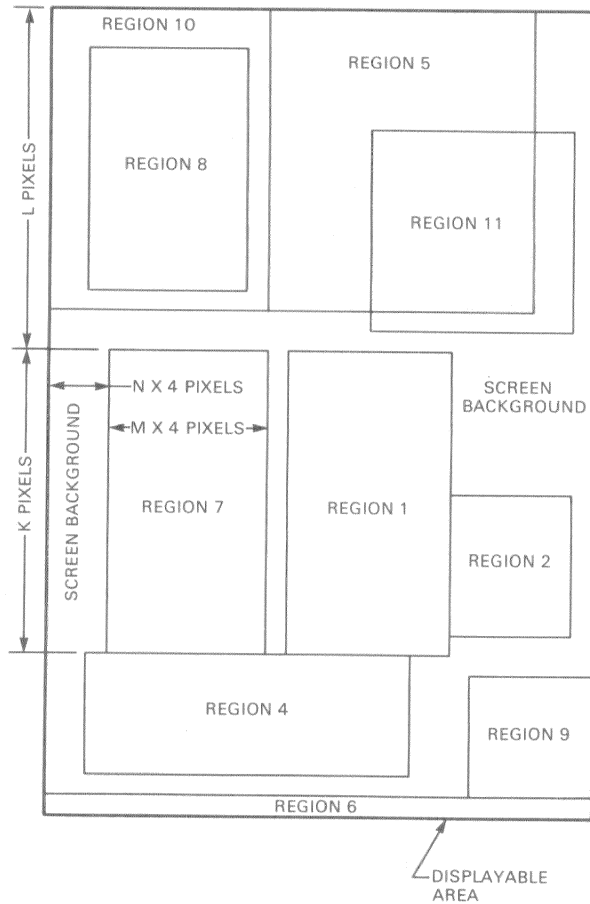 REGION 10
REGION 5
REGION 8
L PIXELS
REGION 11
N X 4 PIXELS
SCREEN
BACKGROUND
M X 4 PIXELS
K PIXELS
SCREEN BACKGROUND
REGION 7
REGION 1
REGION 2
REGION 4
REGION 9
REGION 6
DISPLAYABLE
AREA